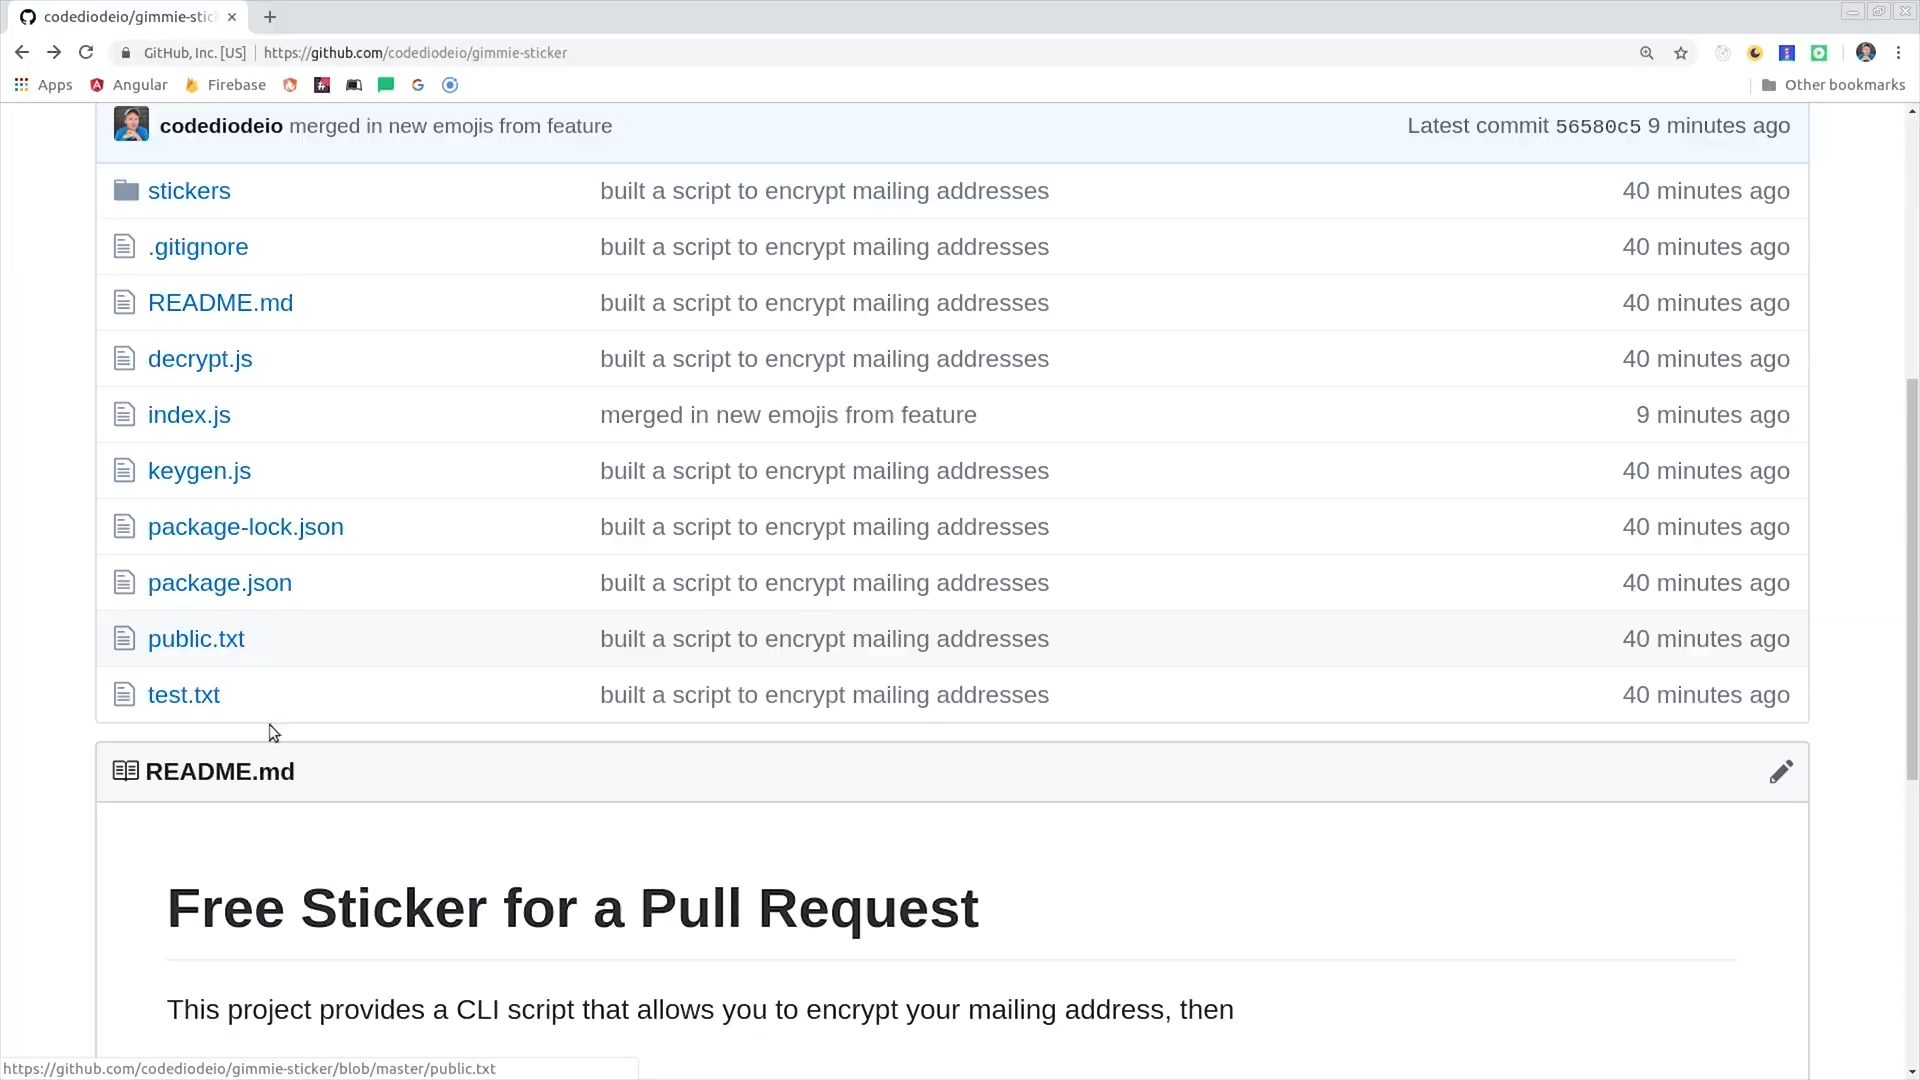 codediodeio/gimmie-stic
GitHub, Inc. [US] https://github.com/codediodeio/gimmie-sticker
Apps Angular Firebase Other bookmarks
codediodeio merged in new emojis from feature Latest commit 56580c5 9 minutes ago
stickers built a script to encrypt mailing addresses 40 minutes ago
.gitignore built a script to encrypt mailing addresses 40 minutes ago
README.md built a script to encrypt mailing addresses 40 minutes ago
decrypt.js built a script to encrypt mailing addresses 40 minutes ago
index.js merged in new emojis from feature 9 minutes ago
keygen.js built a script to encrypt mailing addresses 40 minutes ago
package-lock.json built a script to encrypt mailing addresses 40 minutes ago
package.json built a script to encrypt mailing addresses 40 minutes ago
public.txt built a script to encrypt mailing addresses 40 minutes ago
test.txt built a script to encrypt mailing addresses 40 minutes ago
README.md
Free Sticker for a Pull Request
This project provides a CLI script that allows you to encrypt your mailing address, then
https://github.com/codediodeio/gimmie-sticker/blob/master/public.txt